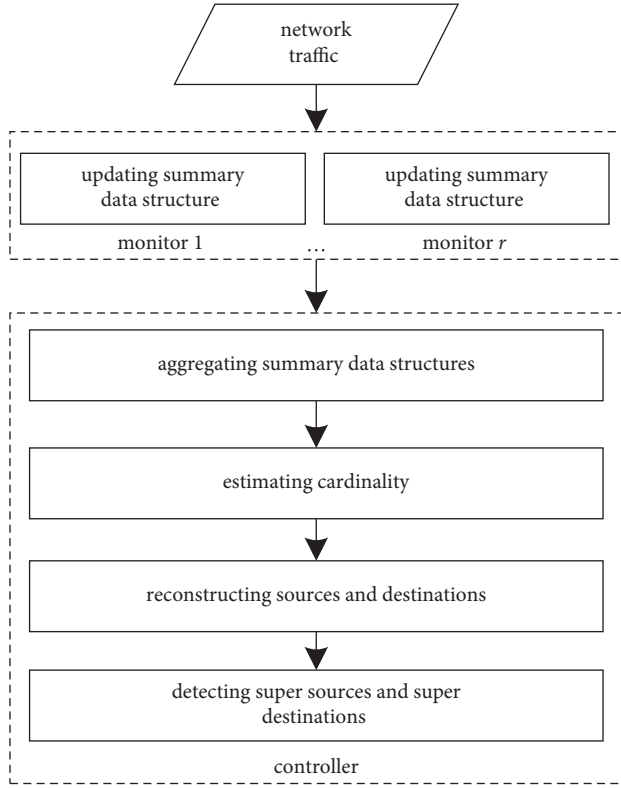 network
traffic
updating summary
data structure
updating summary
data structure
monitor 1
...
monitor r
aggregating summary data structures
estimating cardinality
reconstructing sources and destinations
detecting super sources and super
destinations
controller